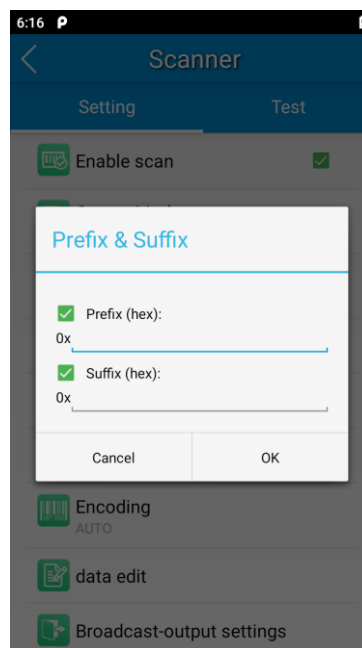 6:16
Scanner
Setting
Test
Enable scan
Prefix & Suffix
Prefix (hex):
0x
Suffix (hex):
0x
Cancel
OK
Encoding
AUTO
data edit
Broadcast-output settings